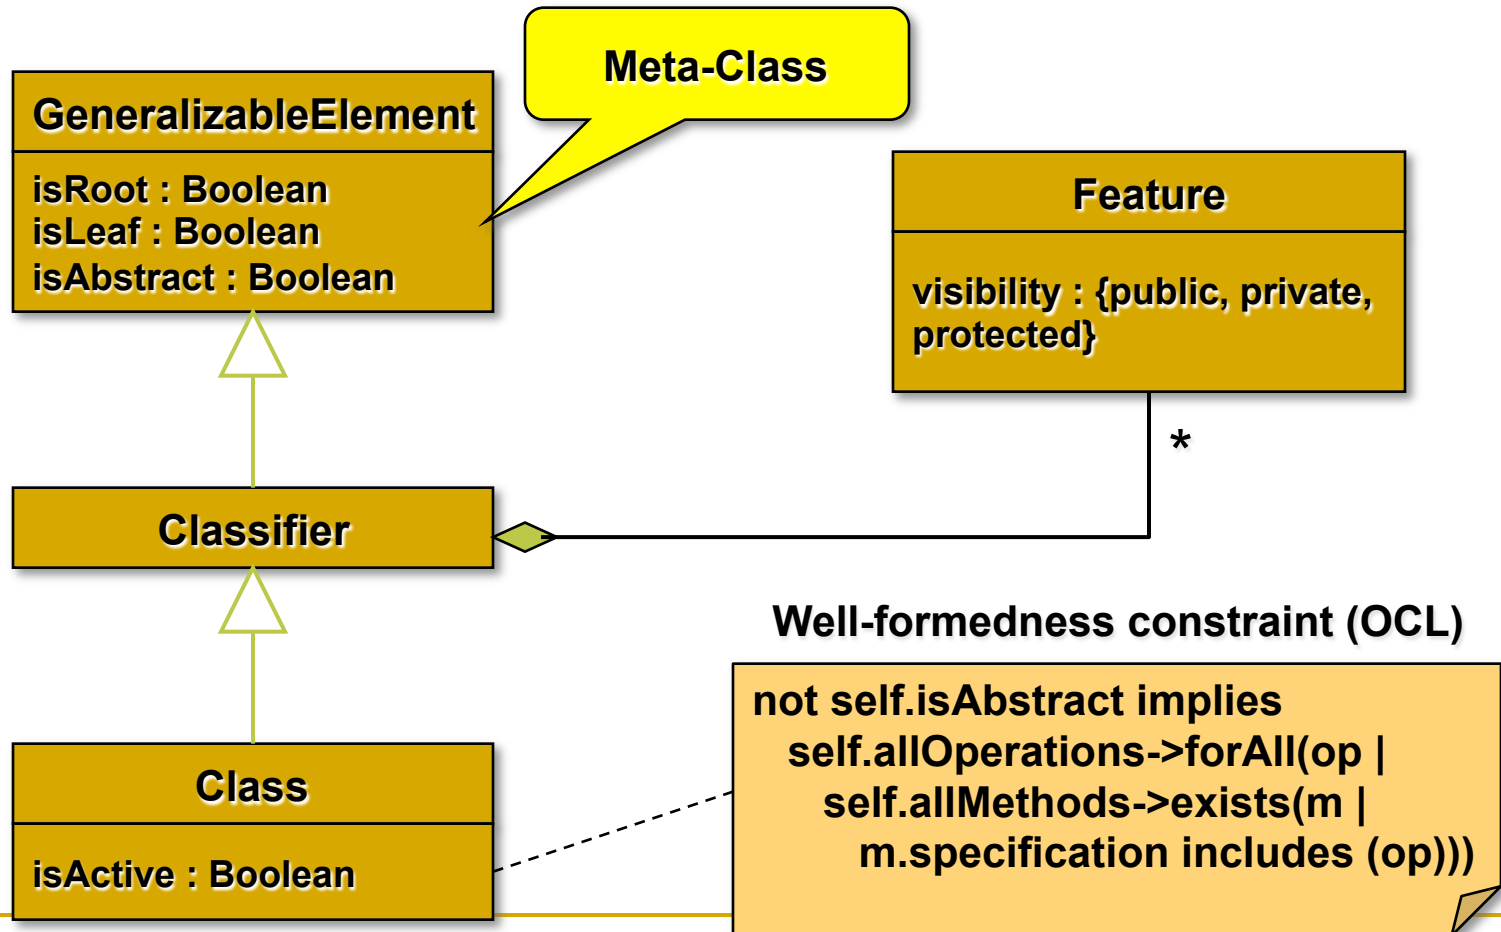 Meta-Class
GeneralizableElement
isRoot : Boolean
isLeaf : Boolean
isAbstract : Boolean
Feature
visibility : {public, private,
protected}
*
Classifier
Well-formedness constraint (OCL)
not self.isAbstract implies
self.allOperations->forAll(op |
self.allMethods->exists(m |
m.specification includes (op)))
Class
isActive : Boolean